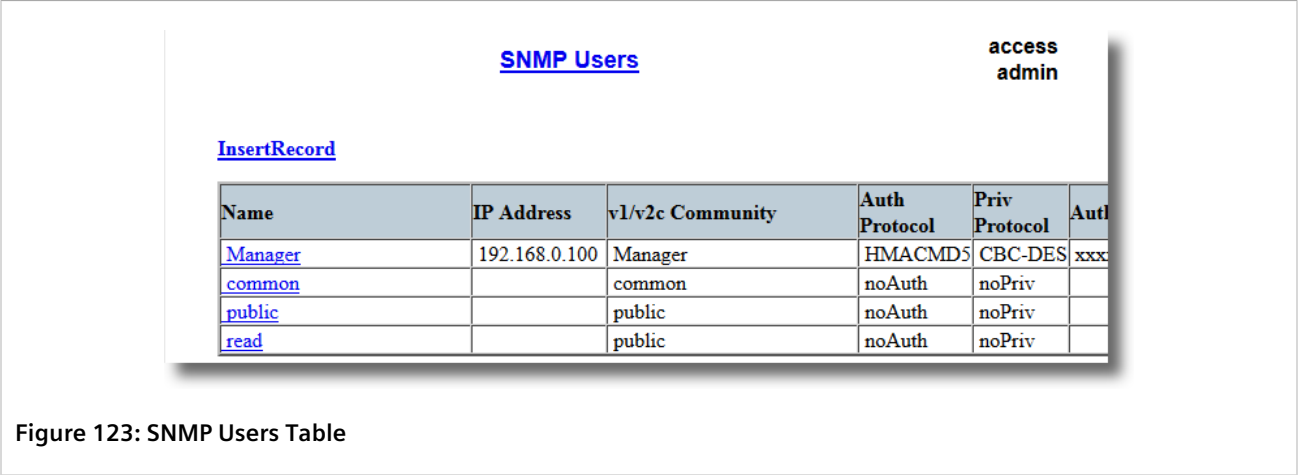 SNMP Users
access
admin
InsertRecord
Name IP Address v1/v2c Community Auth Protocol Priv Protocol
Manager 192.168.0.100 Manager HMACMD5 CBC-DES
common common noAuth noPriv
public public noAuth noPriv
read public noAuth noPriv
Figure 123: SNMP Users Table